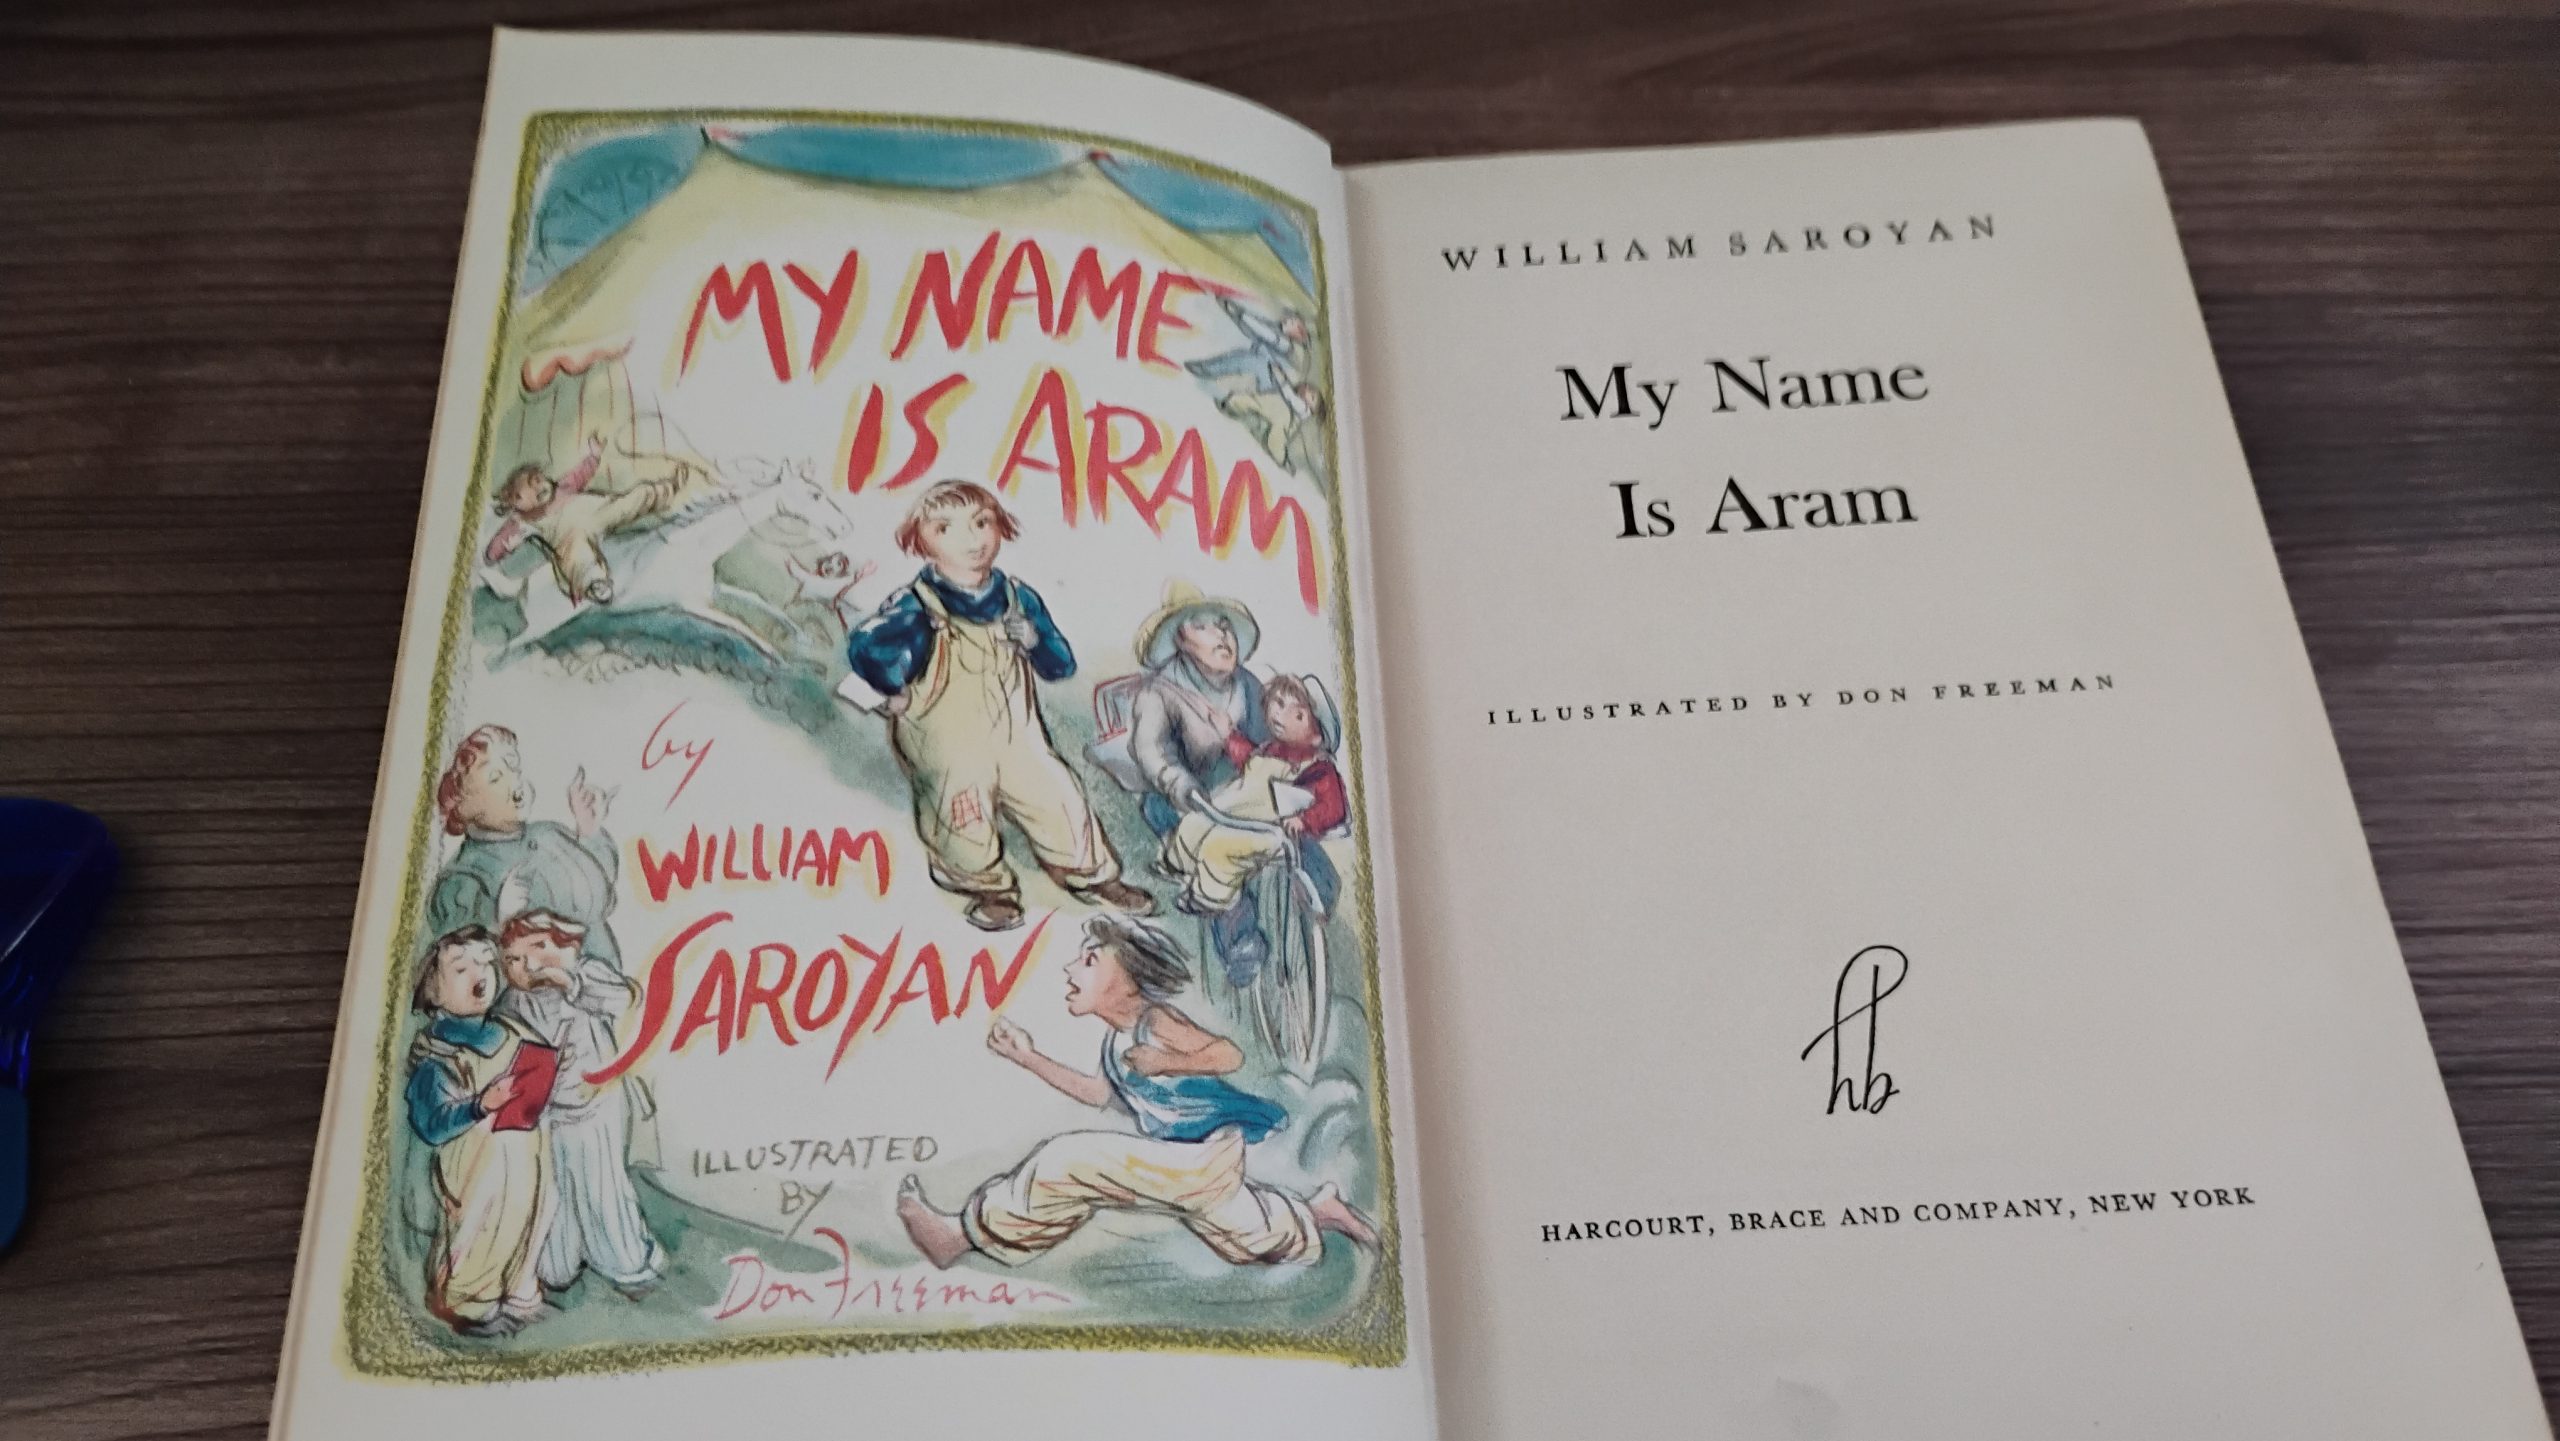 MY NAME
IS ARAM
by
WILLIAM
SAROYAN
ILLUSTRATED
BY
Don Freeman
WILLIAM SAROYAN
My Name
Is Aram
ILLUSTRATED BY DON FREEMAN
hb
HARCOURT, BRACE AND COMPANY, NEW YORK